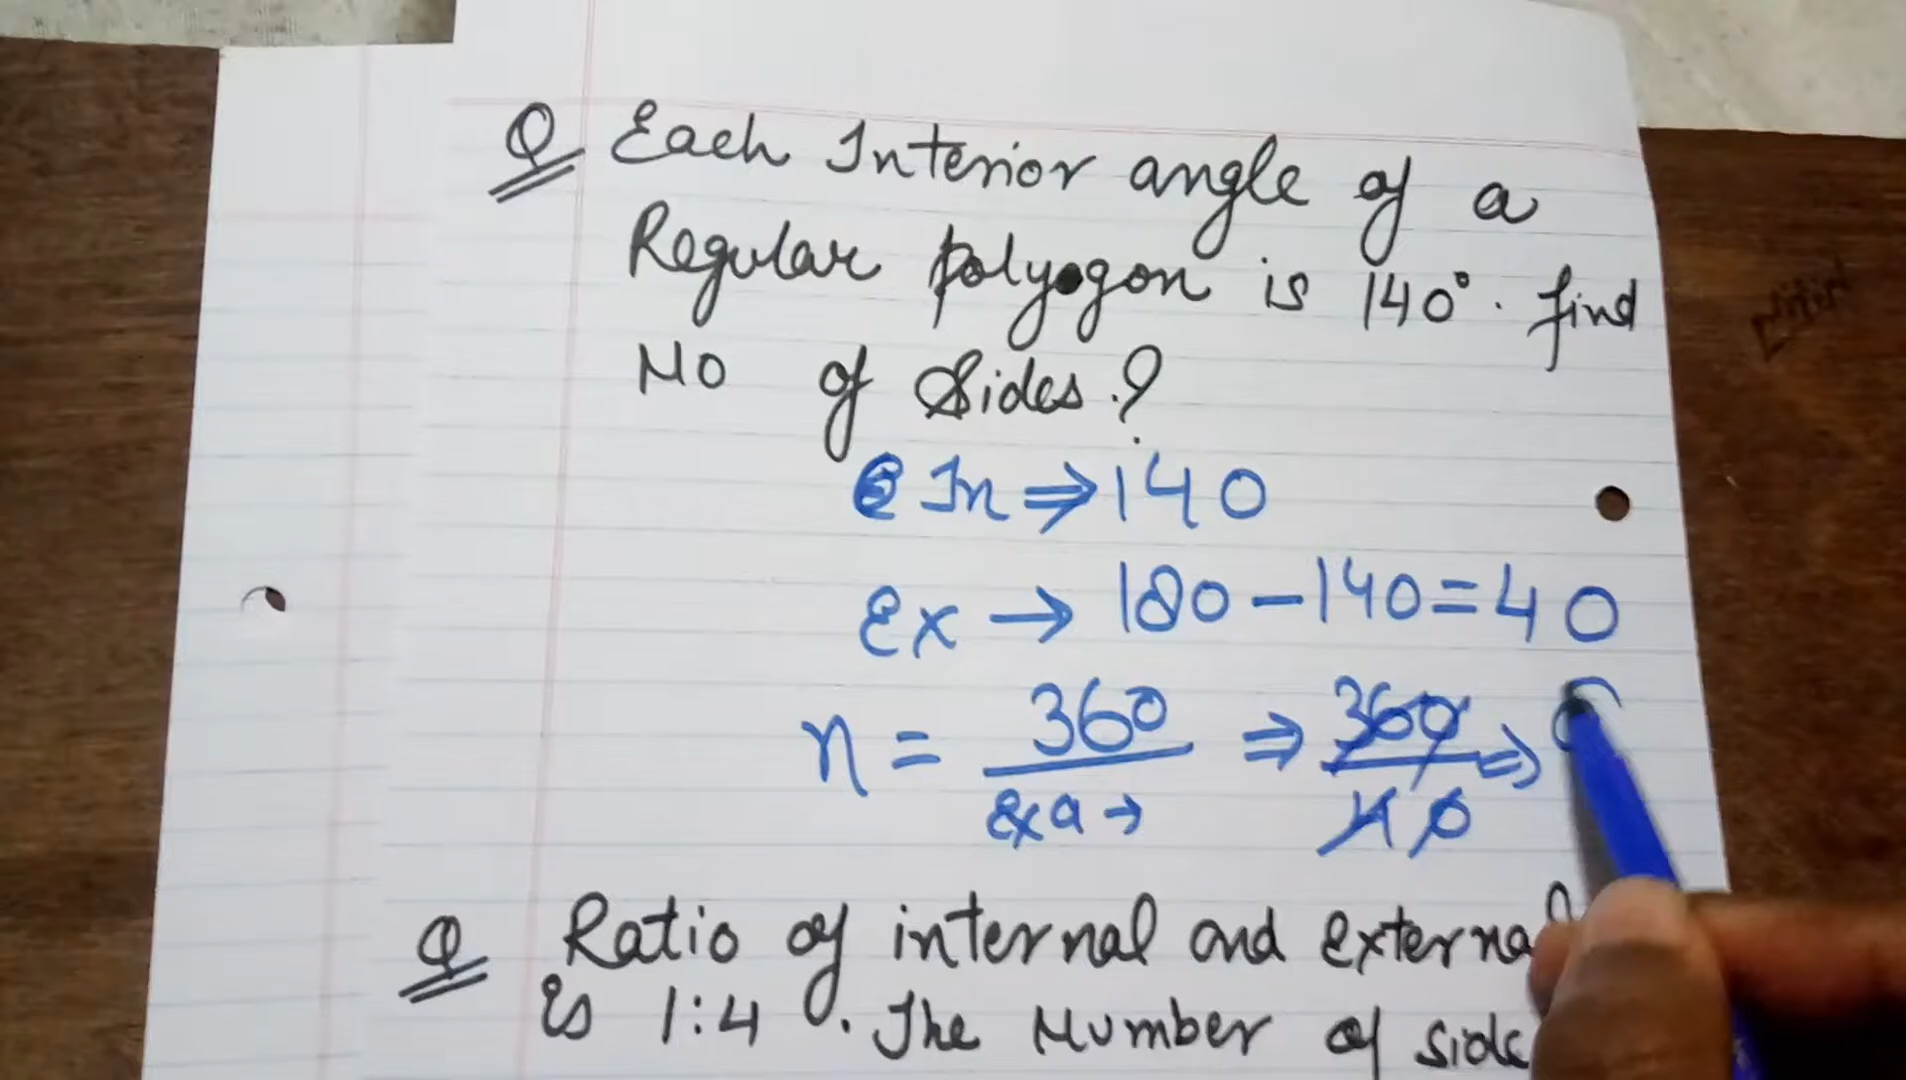 Q Each Interior angle of a
Regular polygon is 140°. find
NO of Sides.?
In ⇒ 140
Ex → 180 - 140 = 40
n = 360/exa → ⇒ 360/40 ⇒
Q Ratio of internal and external
is 1:4. The Number of side